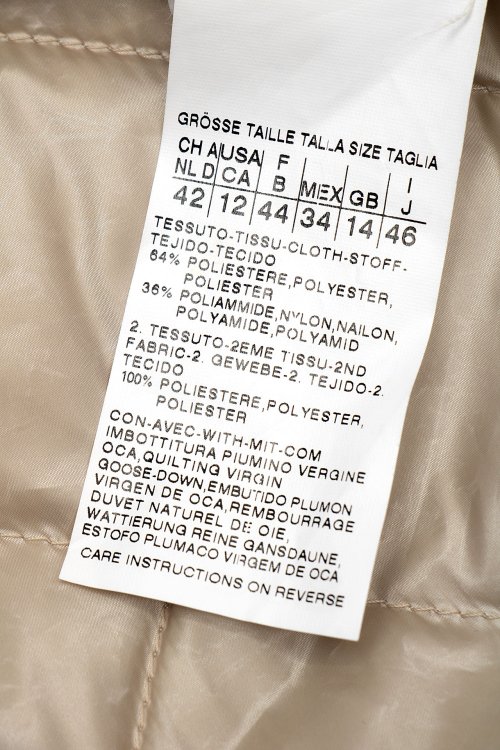 GRÖSSE TAILLE TALLA SIZE TAGLIA
CH A USA F I
NL D CA B MEX GB J
42 12 44 34 14 46
TESSUTO-TISSU-CLOTH-STOFF-
TEJIDO-TECIDO
64% POLIESTERE,POLYESTER,
POLIESTER
36% POLIAMMIDE,NYLON,NAILON,
POLYAMIDE,POLYAMID
2. TESSUTO-2EME TISSU-2ND
FABRIC-2. GEWEBE-2. TEJIDO-2.
TECIDO
100% POLIESTERE,POLYESTER,
POLIESTER
CON-AVEC-WITH-MIT-COM
IMBOTTITURA PIUMINO VERGINE
OCA,QUILTING VIRGIN
GOOSE-DOWN,EMBUTIDO PLUMON
VIRGEN DE OCA,REMBOURRAGE
DUVET NATUREL DE OIE,
WATTIERUNG REINE GANSDAUNE,
ESTOFO PLUMACO VIRGEM DE OCA
CARE INSTRUCTIONS ON REVERSE